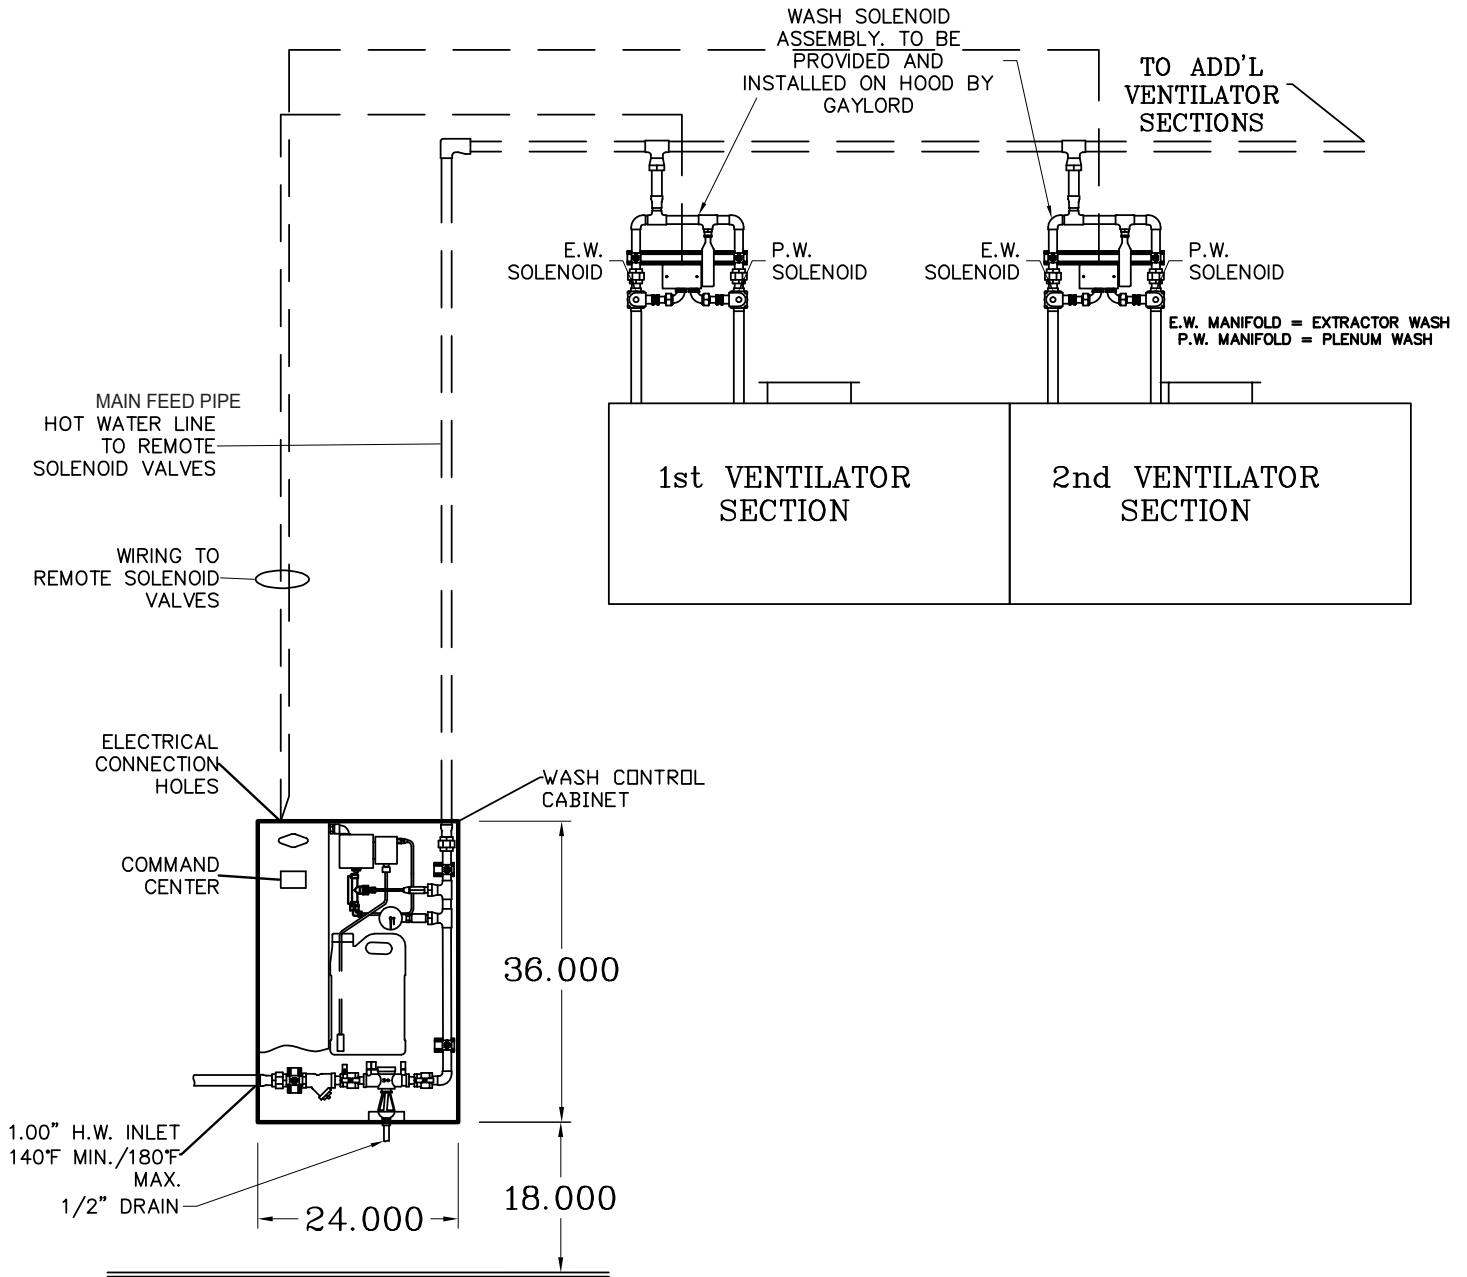 WASH SOLENOID
ASSEMBLY. TO BE
PROVIDED AND
INSTALLED ON HOOD BY
GAYLORD
TO ADD'L
VENTILATOR
SECTIONS
E.W.
SOLENOID
P.W.
SOLENOID
E.W.
SOLENOID
P.W.
SOLENOID
E.W. MANIFOLD = EXTRACTOR WASH
P.W. MANIFOLD = PLENUM WASH
MAIN FEED PIPE
HOT WATER LINE
TO REMOTE
SOLENOID VALVES
1st VENTILATOR
SECTION
2nd VENTILATOR
SECTION
WIRING TO
REMOTE SOLENOID
VALVES
ELECTRICAL
CONNECTION
HOLES
WASH CONTROL
CABINET
COMMAND
CENTER
36.000
1.00" H.W. INLET
140°F MIN./180°F
MAX.
1/2" DRAIN
24.000
18.000